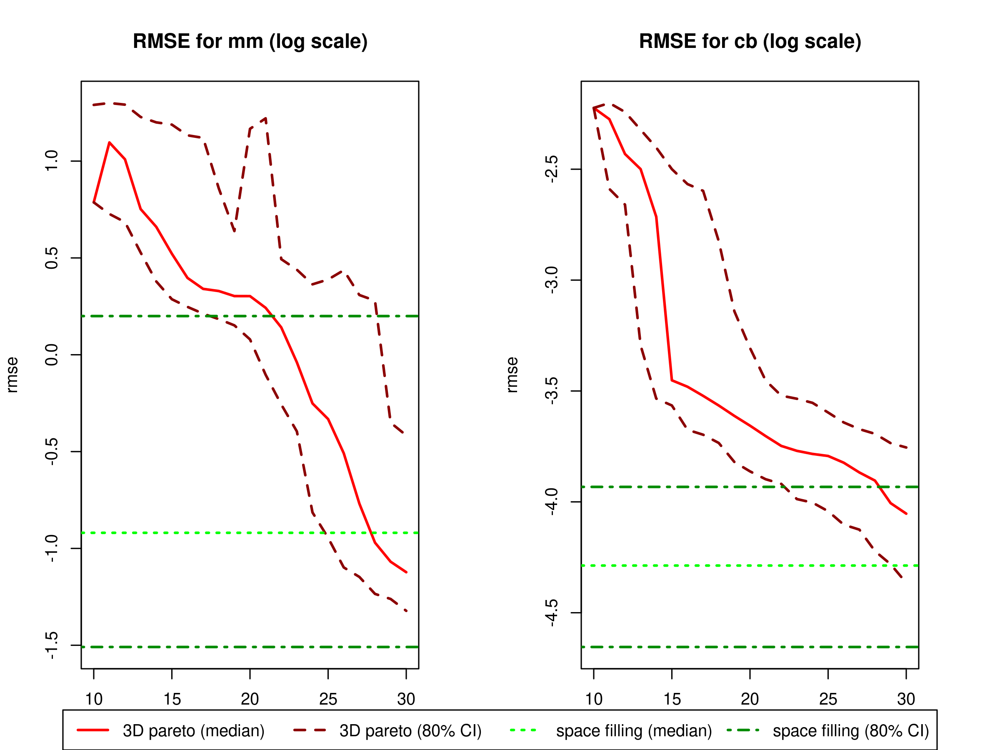 RMSE for mm (log scale)
rmse
1.0
0.5
0.0
-0.5
-1.0
-1.5
10 15 20 25 30
RMSE for cb (log scale)
rmse
-2.5
-3.0
-3.5
-4.0
-4.5
10 15 20 25 30
3D pareto (median) 3D pareto (80% CI) space filling (median) space filling (80% CI)